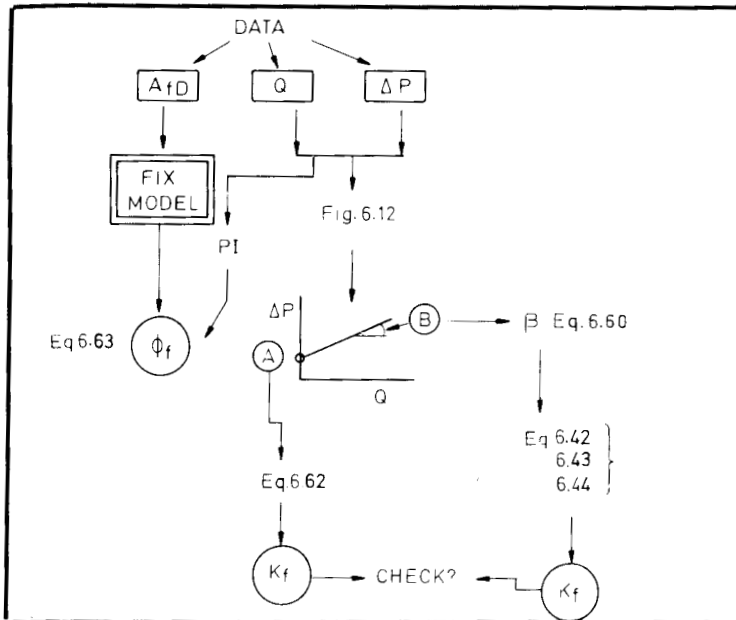 DATA
AfD
Q
ΔP
FIX
MODEL
Fig. 6.12
PI
ΔP
B
β Eq. 6.60
Eq 6.63
ϕf
A
Q
Eq 6.42
6.43
6.44
Eq. 6.62
Kf
CHECK?
Kf